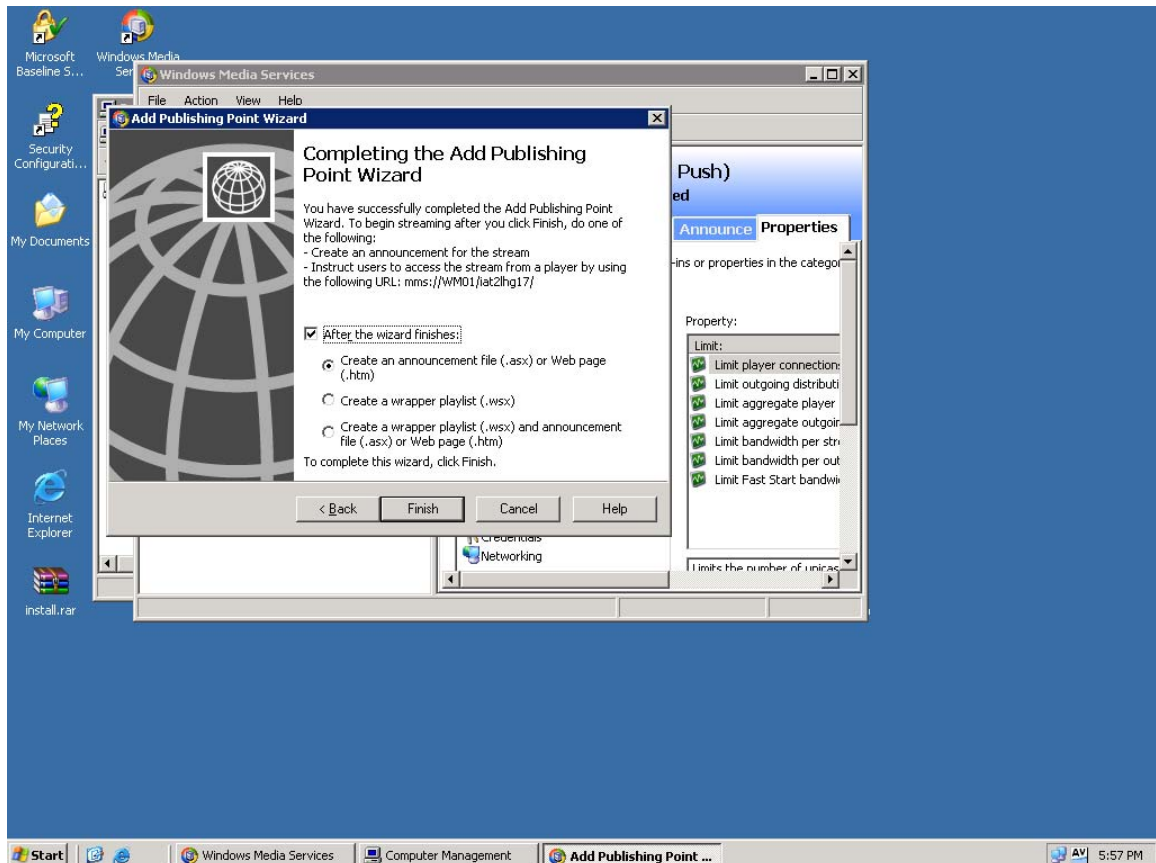 Microsoft
Baseline S...
Windows Media
Ser
Security
Configurati...
My Documents
My Computer
My Network
Places
Internet
Explorer
install.rar
Windows Media Services
File Action View Help
Add Publishing Point Wizard
Completing the Add Publishing
Point Wizard
You have successfully completed the Add Publishing Point
Wizard. To begin streaming after you click Finish, do one of
the following:
- Create an announcement for the stream
- Instruct users to access the stream from a player by using
the following URL: mms://WM01/iat2lhg17/
After the wizard finishes:
Create an announcement file (.asx) or Web page
(.htm)
Create a wrapper playlist (.wsx)
Create a wrapper playlist (.wsx) and announcement
file (.asx) or Web page (.htm)
To complete this wizard, click Finish.
< Back Finish Cancel Help
Push)
ed
Announce Properties
-ins or properties in the categor
Property:
Limit:
Limit player connections
Limit outgoing distributi
Limit aggregate player
Limit aggregate outgoin
Limit bandwidth per stre
Limit bandwidth per out
Limit Fast Start bandwi
Credentials
Networking
Limits the number of unicas
Start Windows Media Services Computer Management Add Publishing Point ... AV 5:57 PM